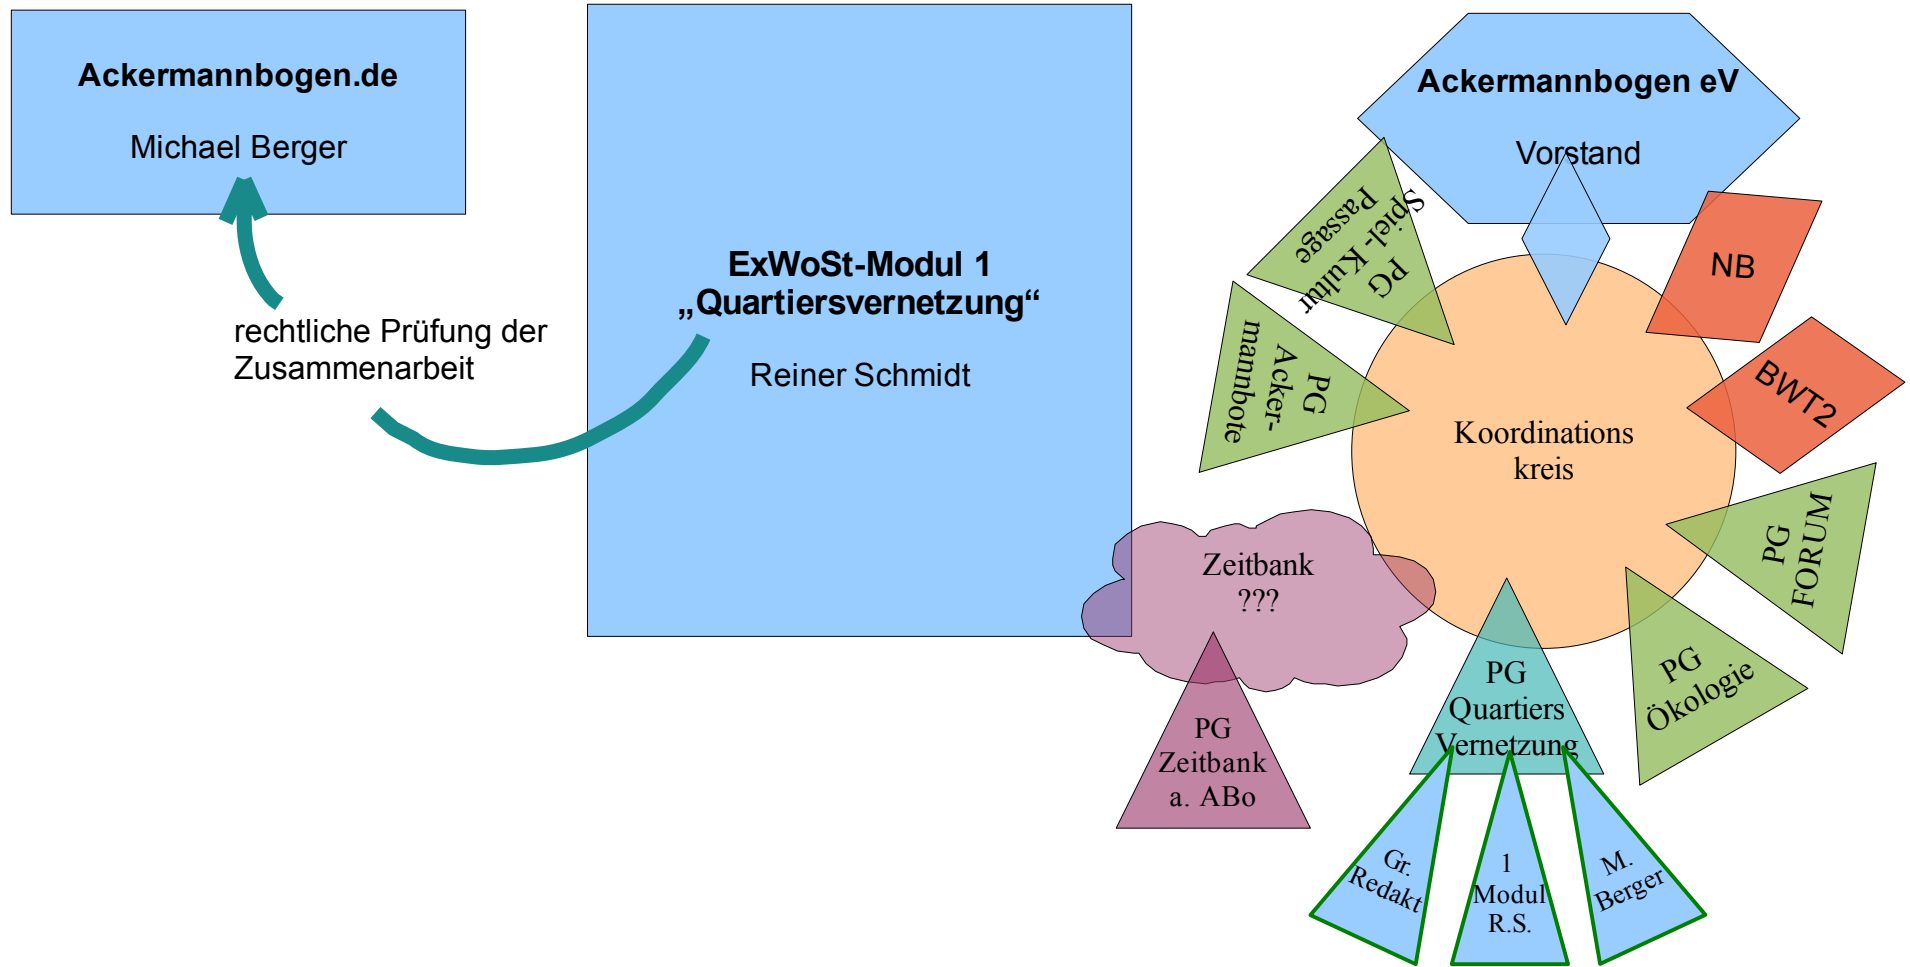 Ackermannbogen.de
Michael Berger
rechtliche Prüfung der
Zusammenarbeit
ExWoSt-Modul 1
„Quartiersvernetzung“
Reiner Schmidt
Ackermannbogen eV
Vorstand
PG
Spiel-Kultur
Passage
PG
Acker-
mannbote
NB
BWT2
Koordinations
kreis
PG
FORUM
PG
Ökologie
Zeitbank
???
PG
Zeitbank
a. ABo
PG
Quartiers
Vernetzung
Gr.
Redakt
1
Modul
R.S.
M.
Berger